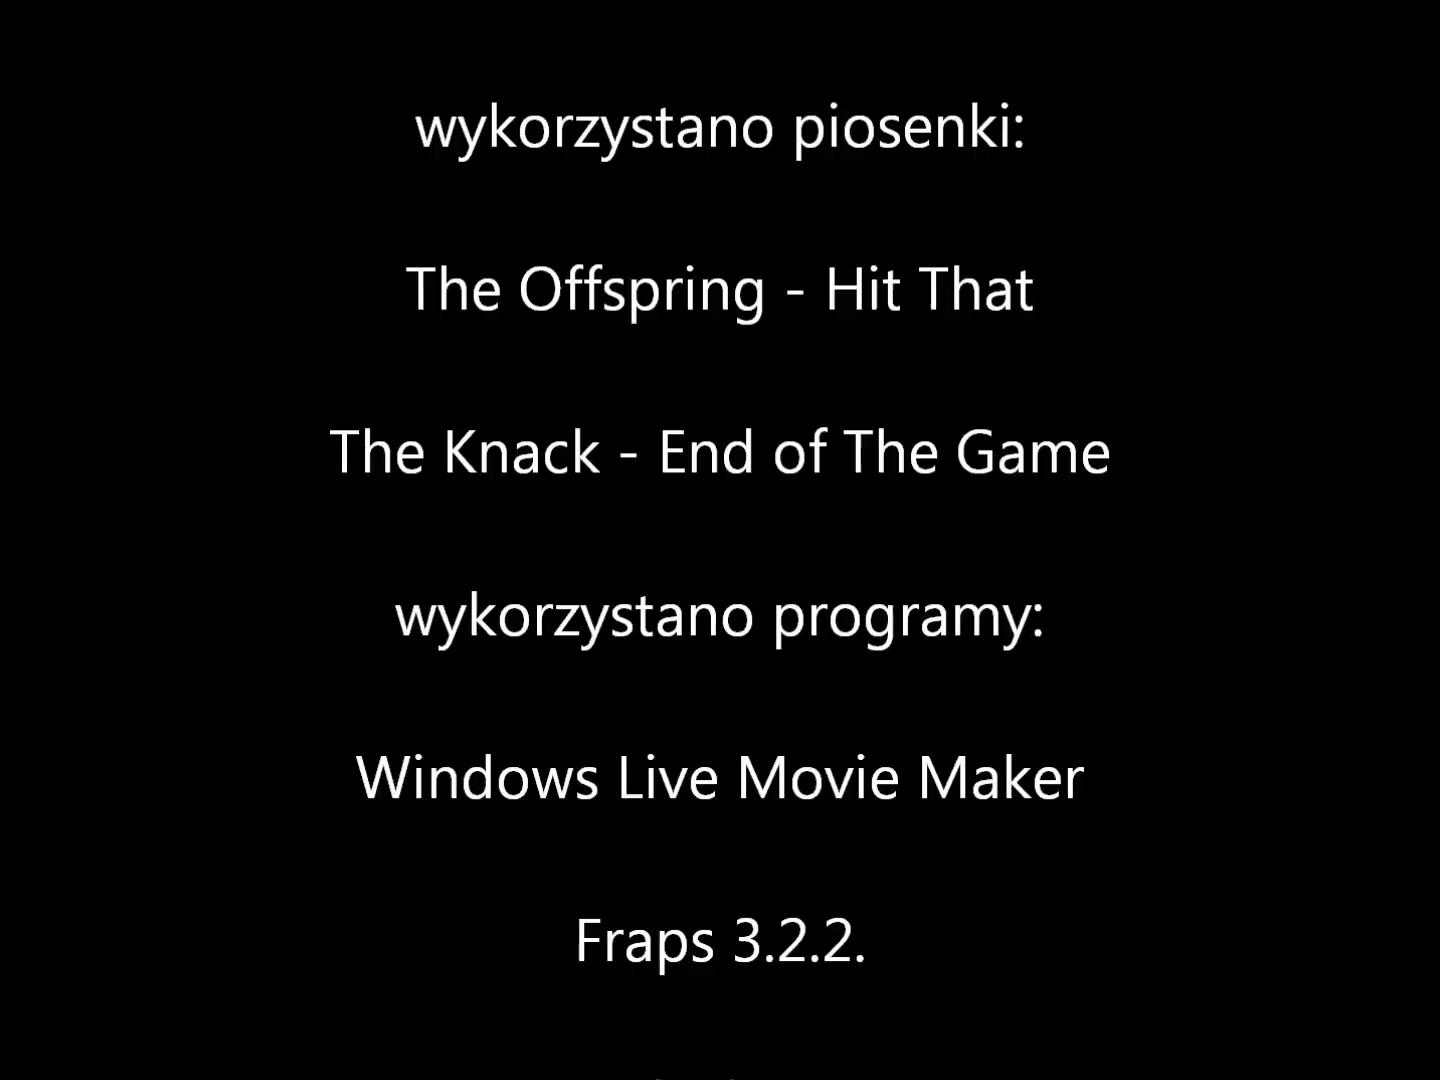 wykorzystano piosenki:
The Offspring - Hit That
The Knack - End of The Game
wykorzystano programy:
Windows Live Movie Maker
Fraps 3.2.2.